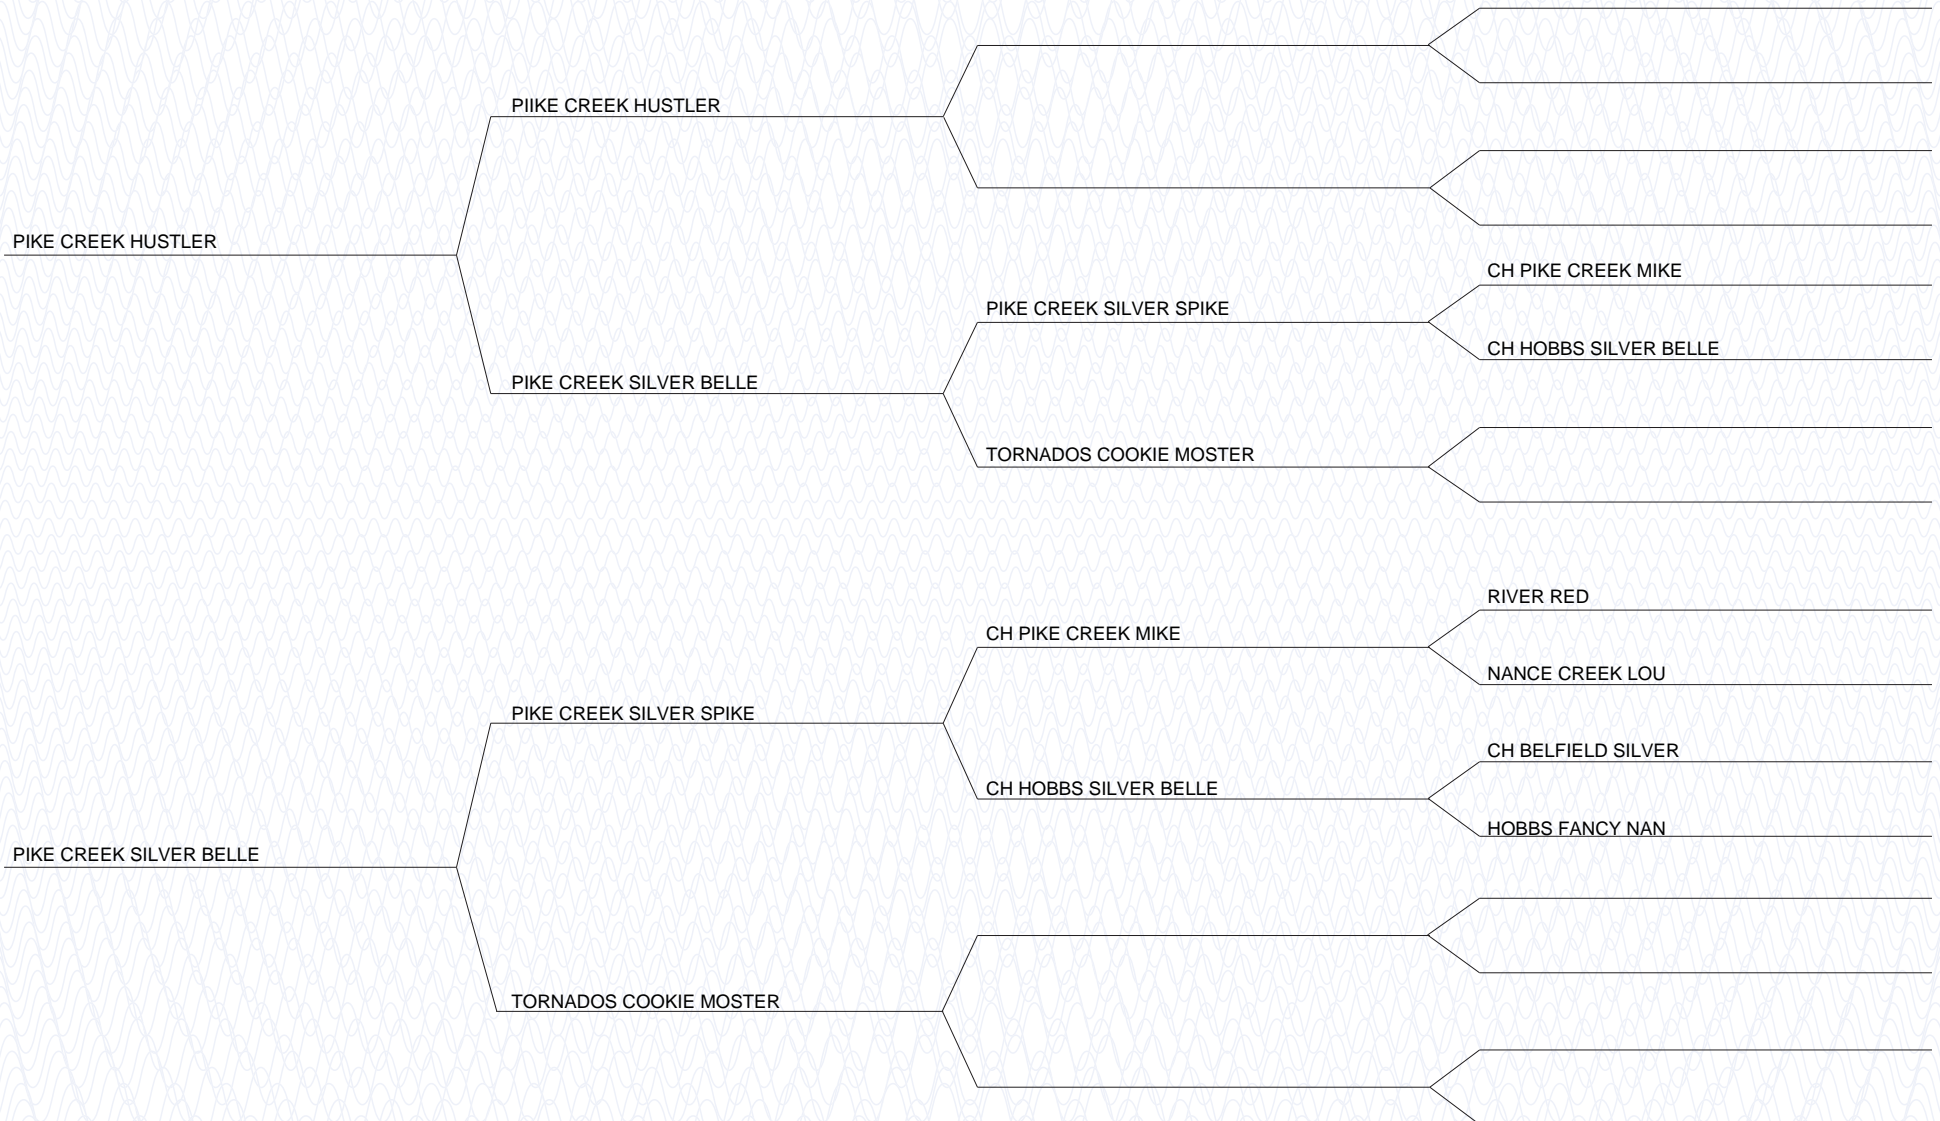 PIIKE CREEK HUSTLER
PIKE CREEK HUSTLER
CH PIKE CREEK MIKE
PIKE CREEK SILVER SPIKE
CH HOBBS SILVER BELLE
PIKE CREEK SILVER BELLE
TORNADOS COOKIE MOSTER
RIVER RED
CH PIKE CREEK MIKE
NANCE CREEK LOU
PIKE CREEK SILVER SPIKE
CH BELFIELD SILVER
CH HOBBS SILVER BELLE
HOBBS FANCY NAN
PIKE CREEK SILVER BELLE
TORNADOS COOKIE MOSTER